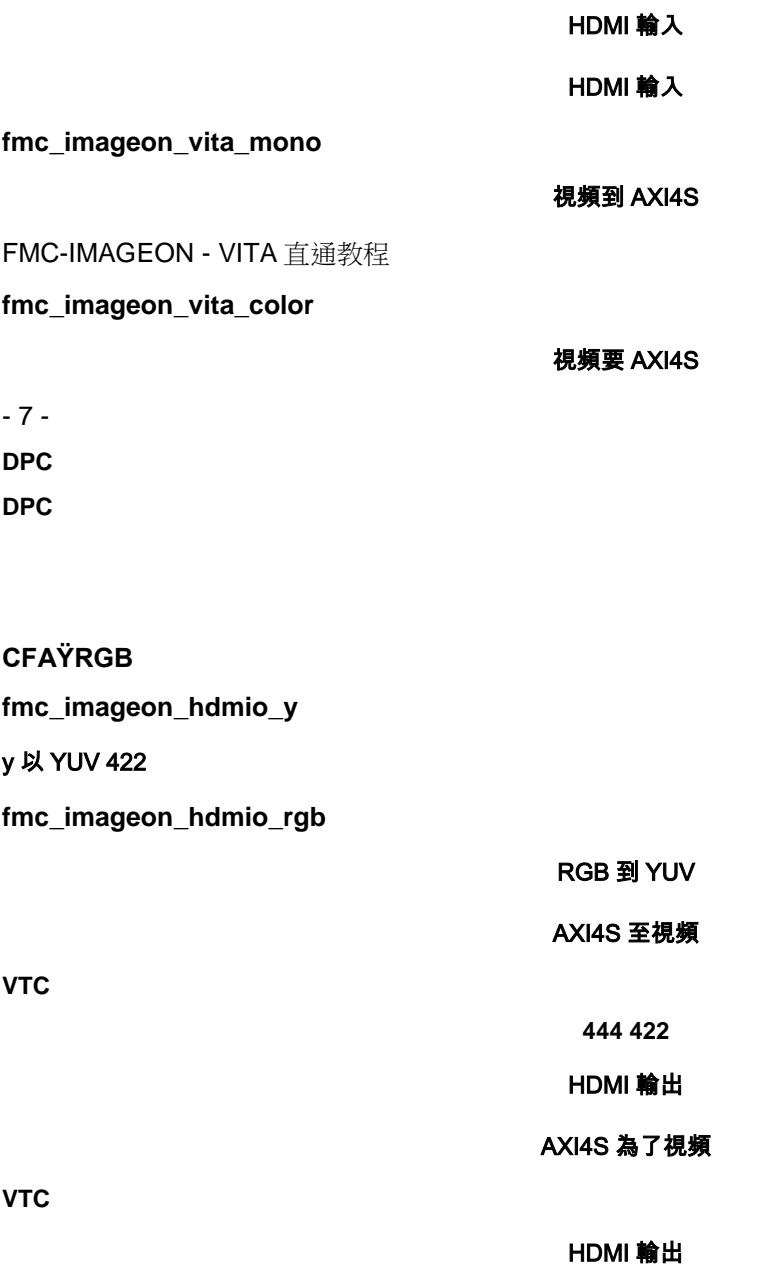 HDMI 輸入
HDMI 輸入
fmc_imageon_vita_mono
視頻到 AXI4S
FMC-IMAGEON - VITA 直通教程
fmc_imageon_vita_color
視頻要 AXI4S
- 7 -
DPC
DPC
CFAŸRGB
fmc_imageon_hdmio_y
y 以 YUV 422
fmc_imageon_hdmio_rgb
RGB 到 YUV
AXI4S 至視頻
VTC
444 422
HDMI 輸出
AXI4S 為了視頻
VTC
HDMI 輸出